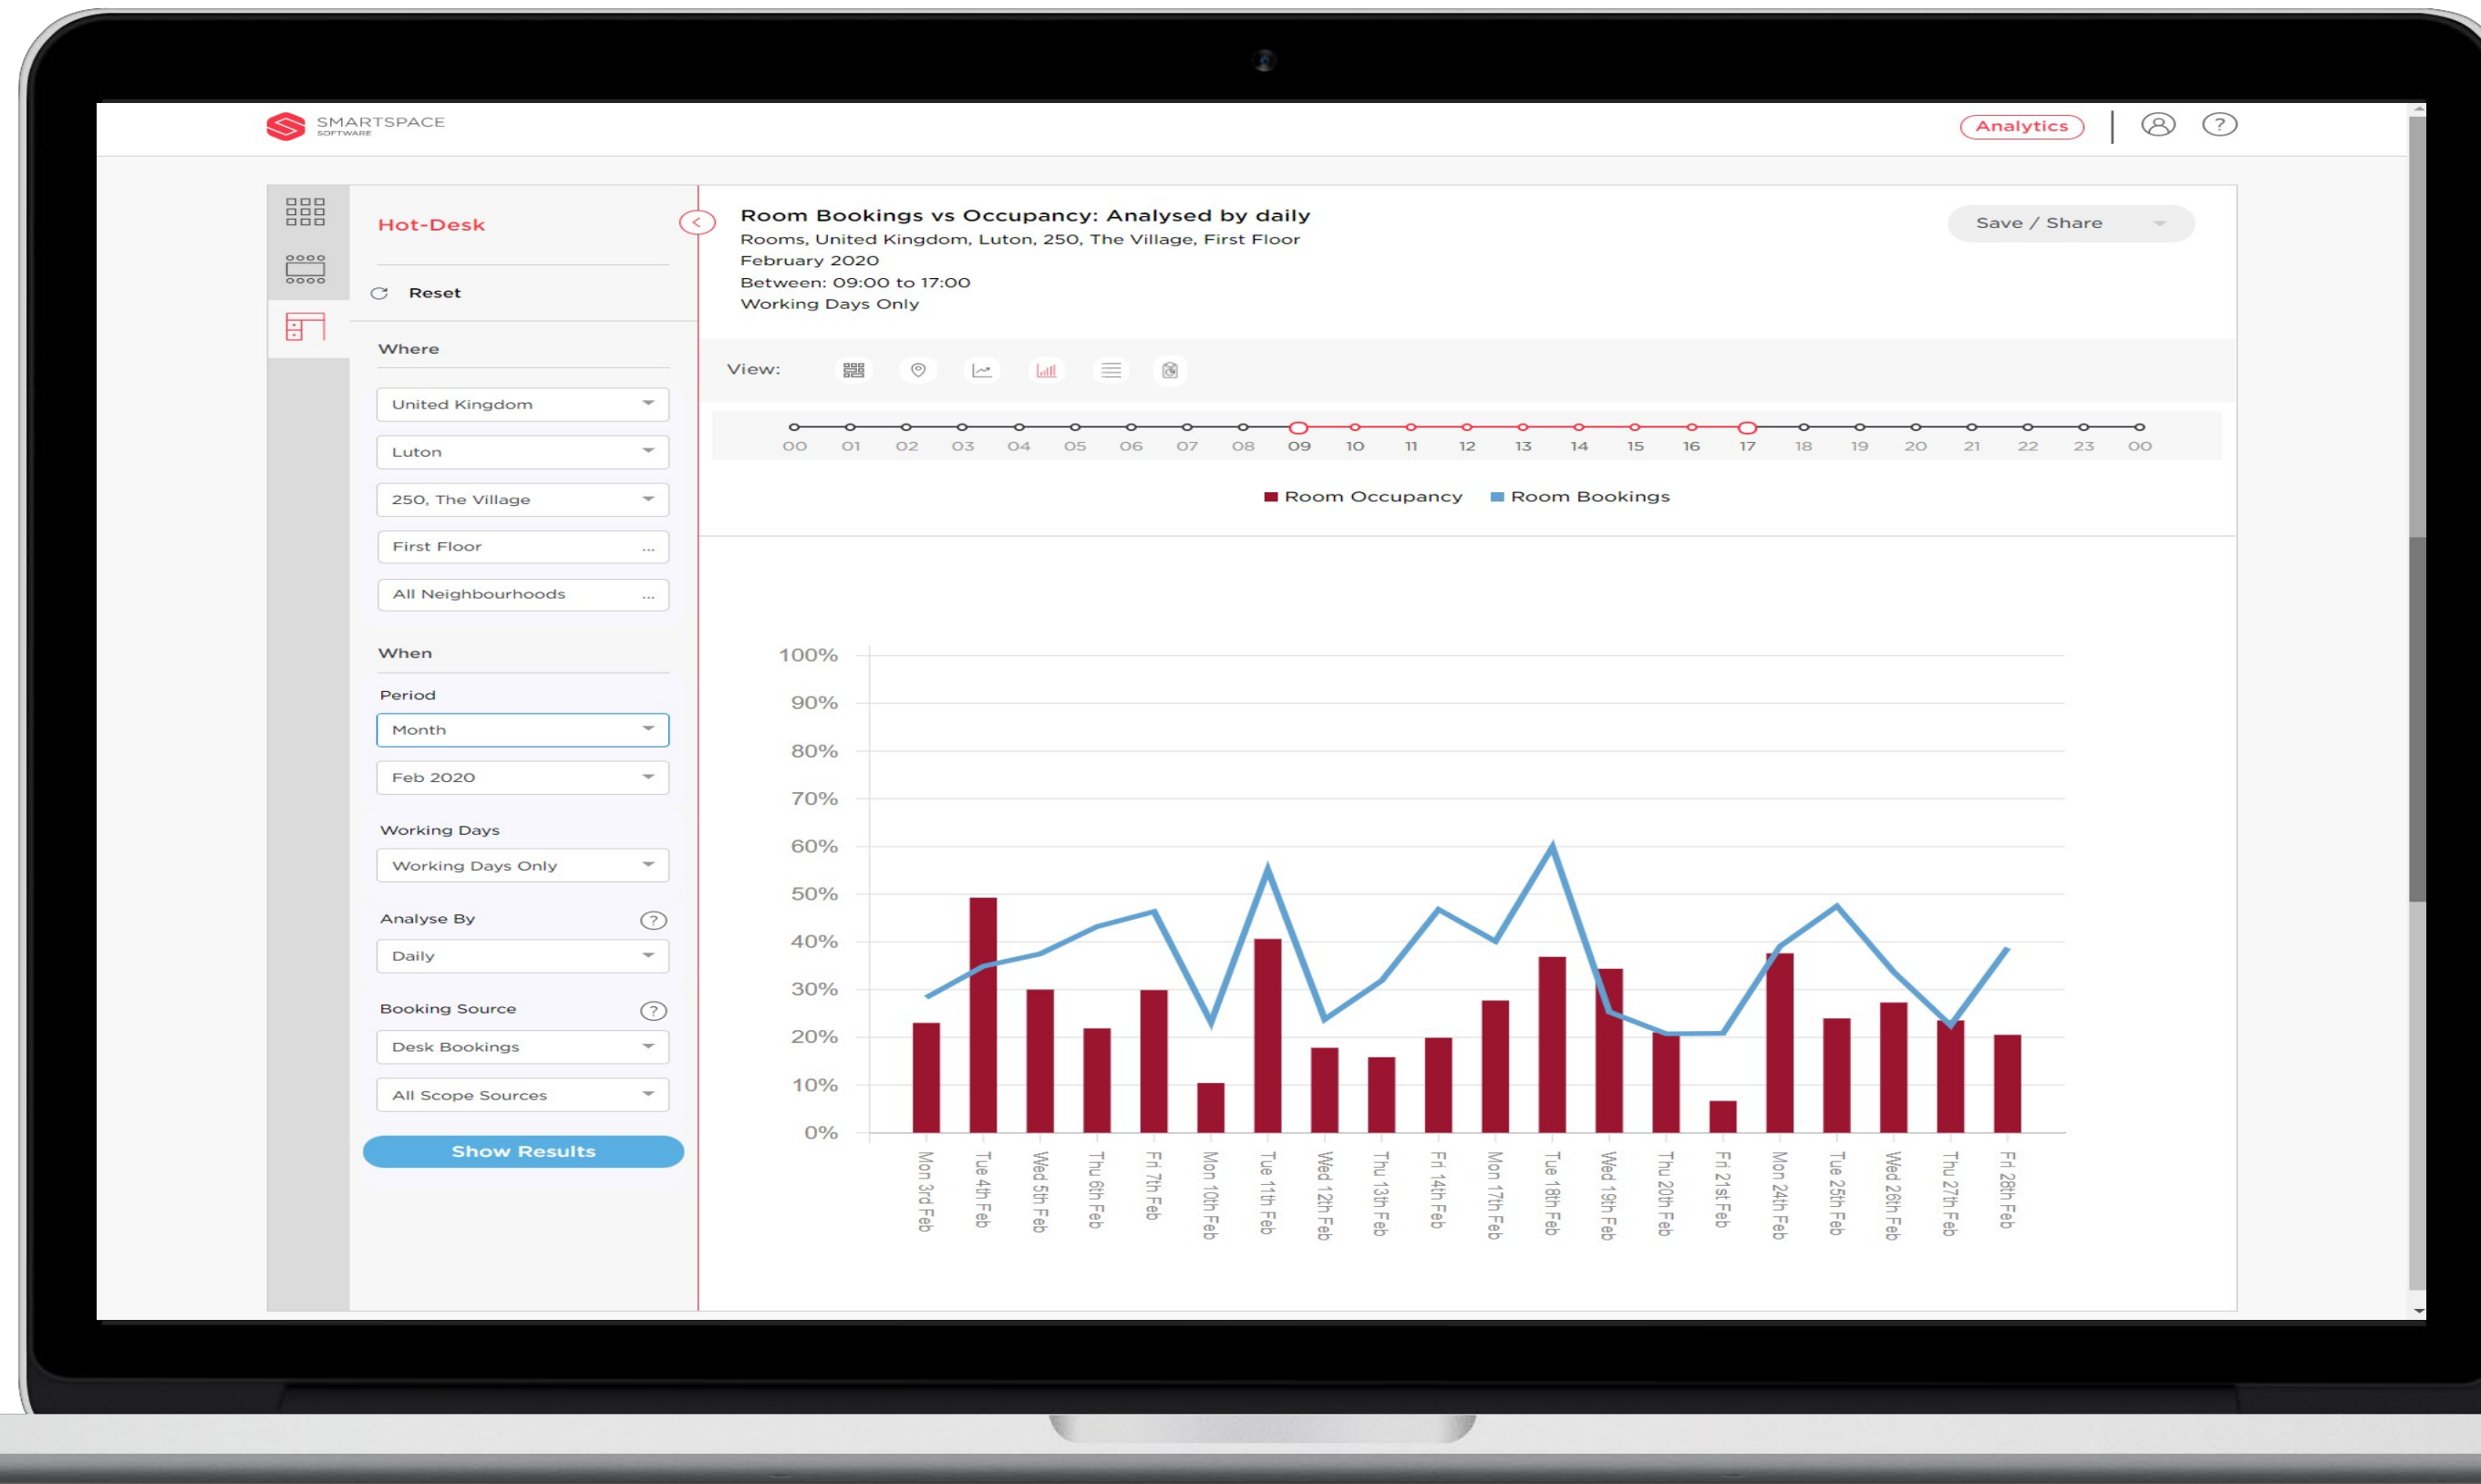 SMARTSPACE
SOFTWARE
Analytics
?
Hot-Desk
Reset
Where
United Kingdom
Luton
250, The Village
First Floor
...
All Neighbourhoods
...
When
Period
Month
Feb 2020
Working Days
Working Days Only
Analyse By
?
Daily
Booking Source
?
Desk Bookings
All Scope Sources
Show Results
Room Bookings vs Occupancy: Analysed by daily
Rooms, United Kingdom, Luton, 250, The Village, First Floor
February 2020
Between: 09:00 to 17:00
Working Days Only
Save / Share
View:
00 01 02 03 04 05 06 07 08 09 10 11 12 13 14 15 16 17 18 19 20 21 22 23 00
Room Occupancy Room Bookings
100%
90%
80%
70%
60%
50%
40%
30%
20%
10%
0%
Mon 3rd Feb
Tue 4th Feb
Wed 5th Feb
Thu 6th Feb
Fri 7th Feb
Mon 10th Feb
Tue 11th Feb
Wed 12th Feb
Thu 13th Feb
Fri 14th Feb
Mon 17th Feb
Tue 18th Feb
Wed 19th Feb
Thu 20th Feb
Fri 21st Feb
Mon 24th Feb
Tue 25th Feb
Wed 26th Feb
Thu 27th Feb
Fri 28th Feb